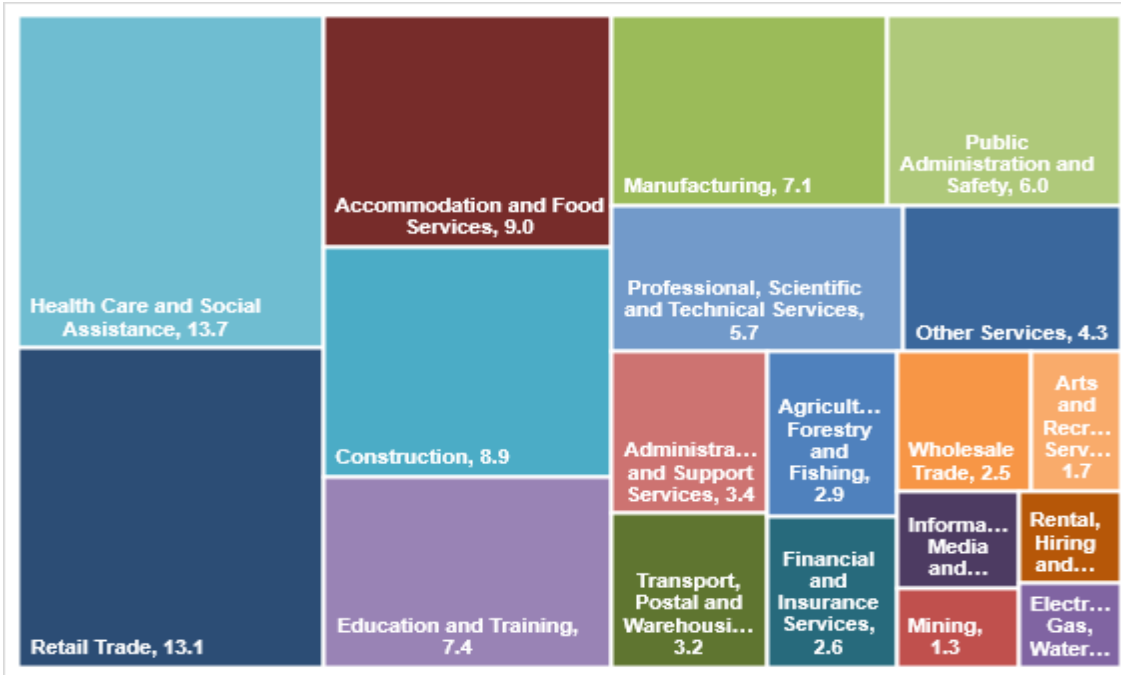 Health Care and Social
Assistance, 13.7
Retail Trade, 13.1
Accommodation and Food
Services, 9.0
Construction, 8.9
Education and Training,
7.4
Manufacturing, 7.1
Public
Administration and
Safety, 6.0
Professional, Scientific
and Technical Services,
5.7
Other Services, 4.3
Administra...
and Support
Services, 3.4
Transport,
Postal and
Warehousi...
3.2
Agricult...
Forestry
and
Fishing,
2.9
Financial
and
Insurance
Services,
2.6
Wholesale
Trade, 2.5
Arts
and
Recr...
Serv...
1.7
Informa...
Media
and...
Rental,
Hiring
and...
Mining,
1.3
Electr...
Gas,
Water...